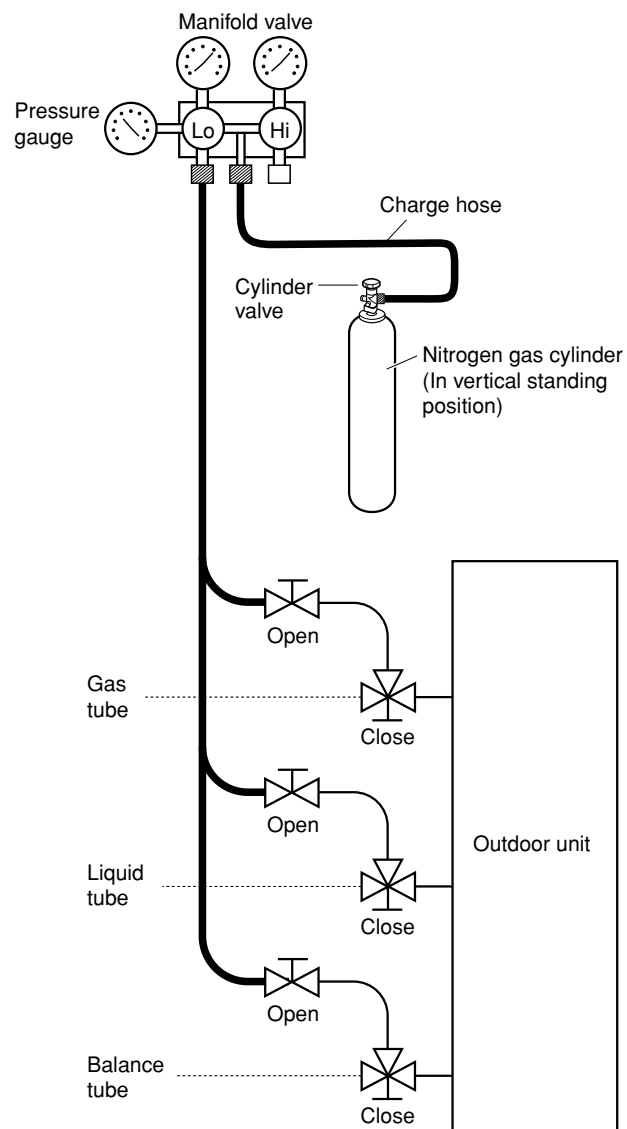 Manifold valve
Pressure
gauge
Lo
Hi
Charge hose
Cylinder
valve
Nitrogen gas cylinder
(In vertical standing
position)
Open
Gas
tube
Close
Open
Outdoor unit
Liquid
tube
Close
Open
Balance
tube
Close